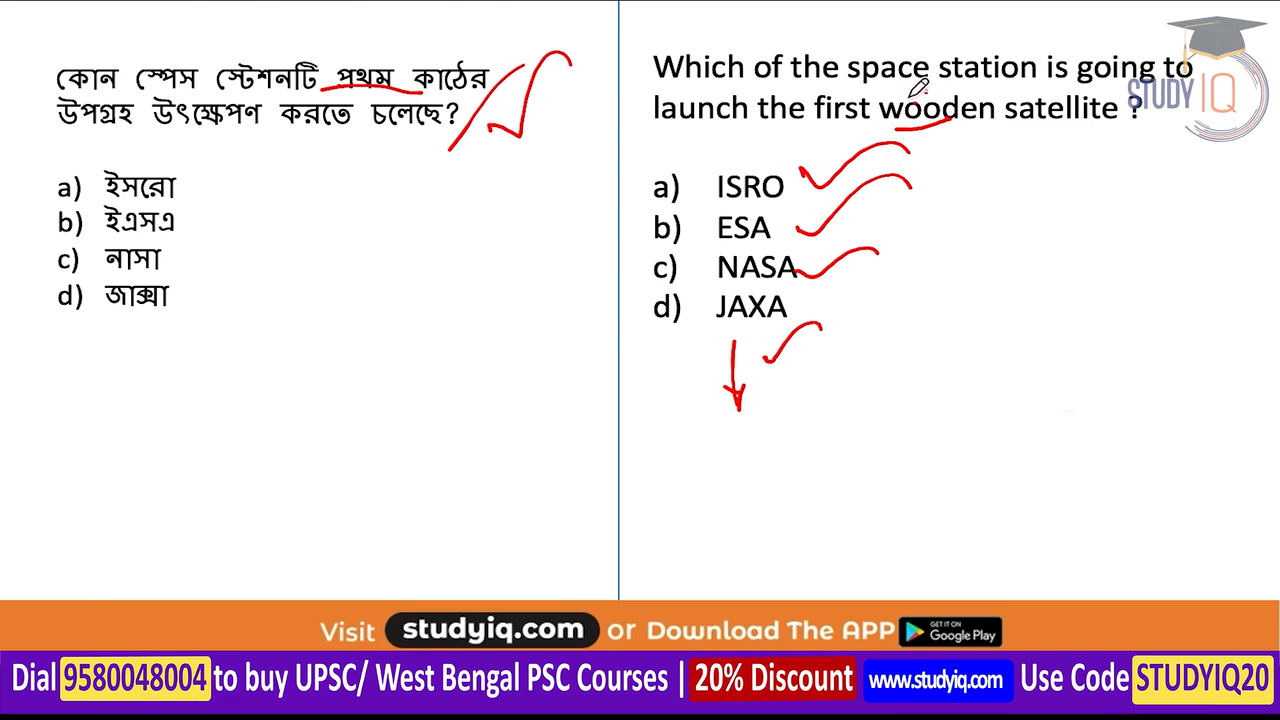 কোন স্পেস স্টেশনটি প্রথম কাঠের
উপগ্রহ উৎক্ষেপণ করতে চলেছে?
a) ইসরো
b) ইএসএ
c) নাসা
d) জাক্সা
Which of the space station is going to
launch the first wooden satellite ?
a) ISRO
b) ESA
c) NASA
d) JAXA
STUDY IQ
Visit studyiq.com or Download The APP GET IT ON Google Play
Dial 9580048004 to buy UPSC/ West Bengal PSC Courses | 20% Discount www.studyiq.com Use Code STUDYIQ20